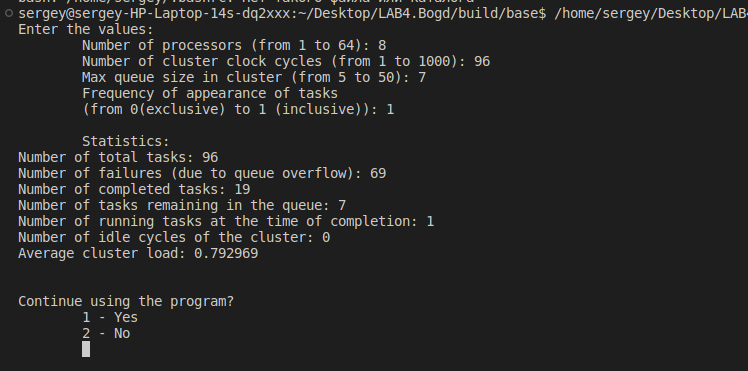 sergey@sergey-HP-Laptop-14s-dq2xxx:~/Desktop/LAB4.Bogd/build/base$ /home/sergey/Desktop/LAB4
Enter the values:
Number of processors (from 1 to 64): 8
Number of cluster clock cycles (from 1 to 1000): 96
Max queue size in cluster (from 5 to 50): 7
Frequency of appearance of tasks
(from 0(exclusive) to 1 (inclusive)): 1
Statistics:
Number of total tasks: 96
Number of failures (due to queue overflow): 69
Number of completed tasks: 19
Number of tasks remaining in the queue: 7
Number of running tasks at the time of completion: 1
Number of idle cycles of the cluster: 0
Average cluster load: 0.792969
Continue using the program?
1 - Yes
2 - No